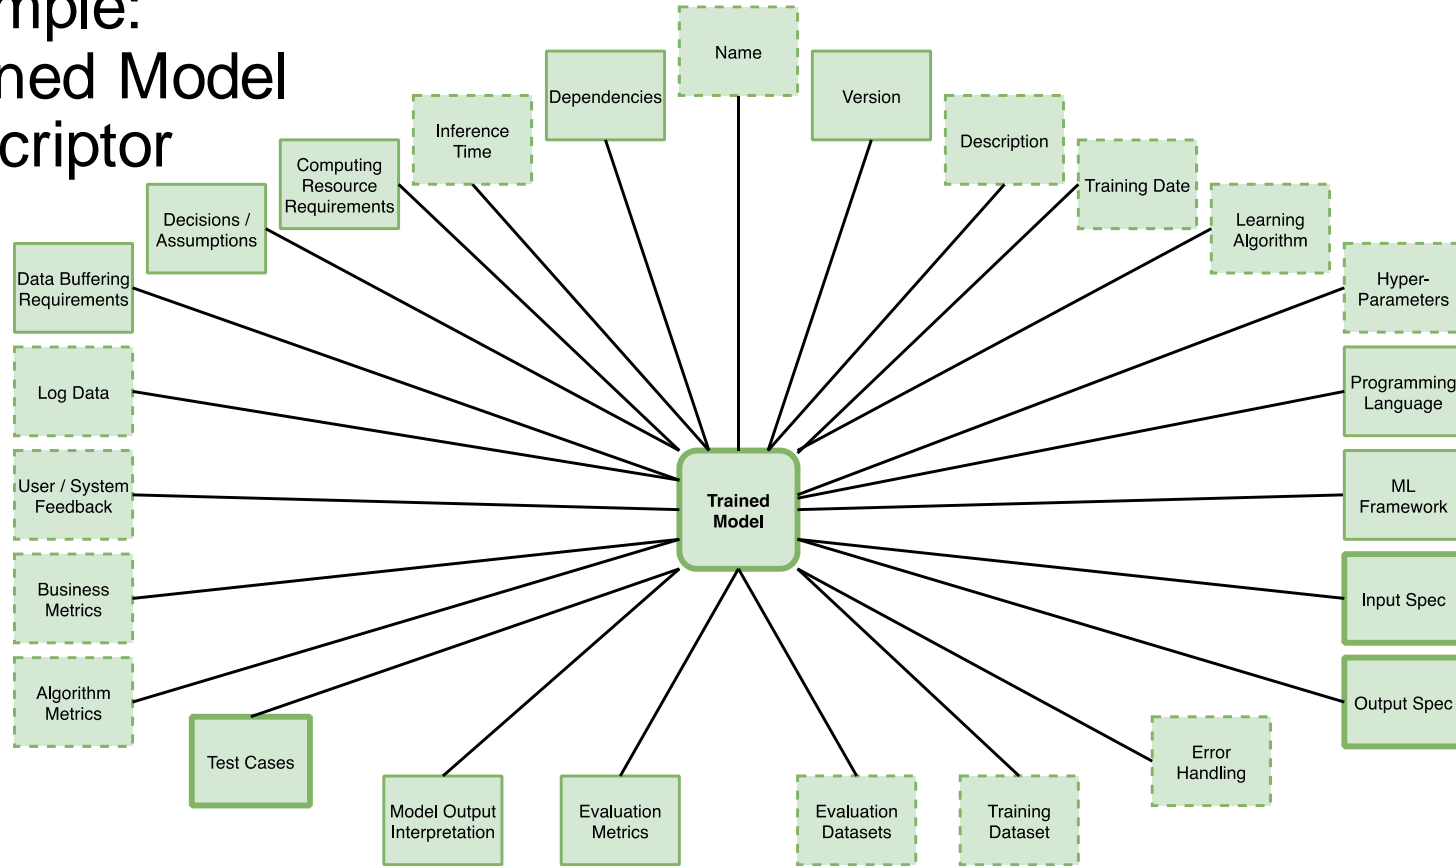 mple:
ned Model
criptor
Name
Dependencies
Version
Inference
Time
Description
Computing
Resource
Requirements
Training Date
Decisions /
Assumptions
Learning
Algorithm
Data Buffering
Requirements
Hyper-
Parameters
Log Data
Programming
Language
User / System
Feedback
Trained
Model
ML
Framework
Business
Metrics
Input Spec
Algorithm
Metrics
Output Spec
Test Cases
Error
Handling
Model Output
Interpretation
Evaluation
Metrics
Evaluation
Datasets
Training
Dataset